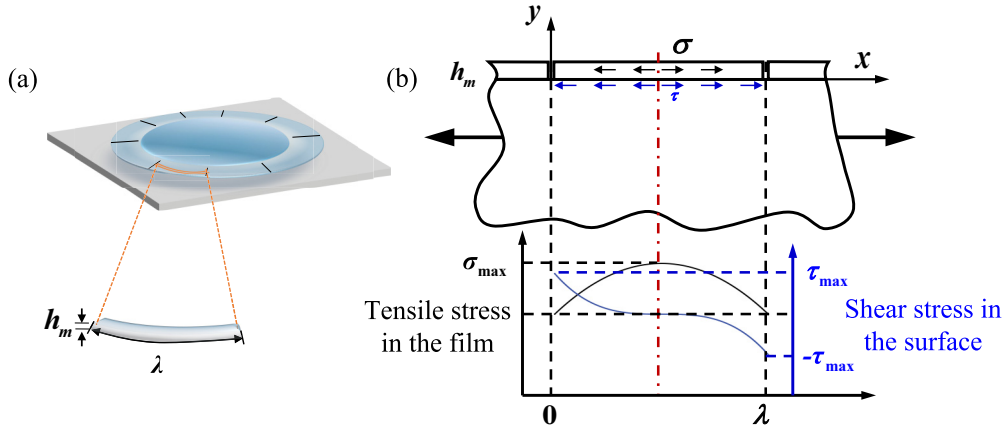 (a)
h_m
λ
(b)
y
σ
x
h_m
τ
σ_max
τ_max
Tensile stress
in the film
Shear stress in
the surface
-τ_max
0
λ